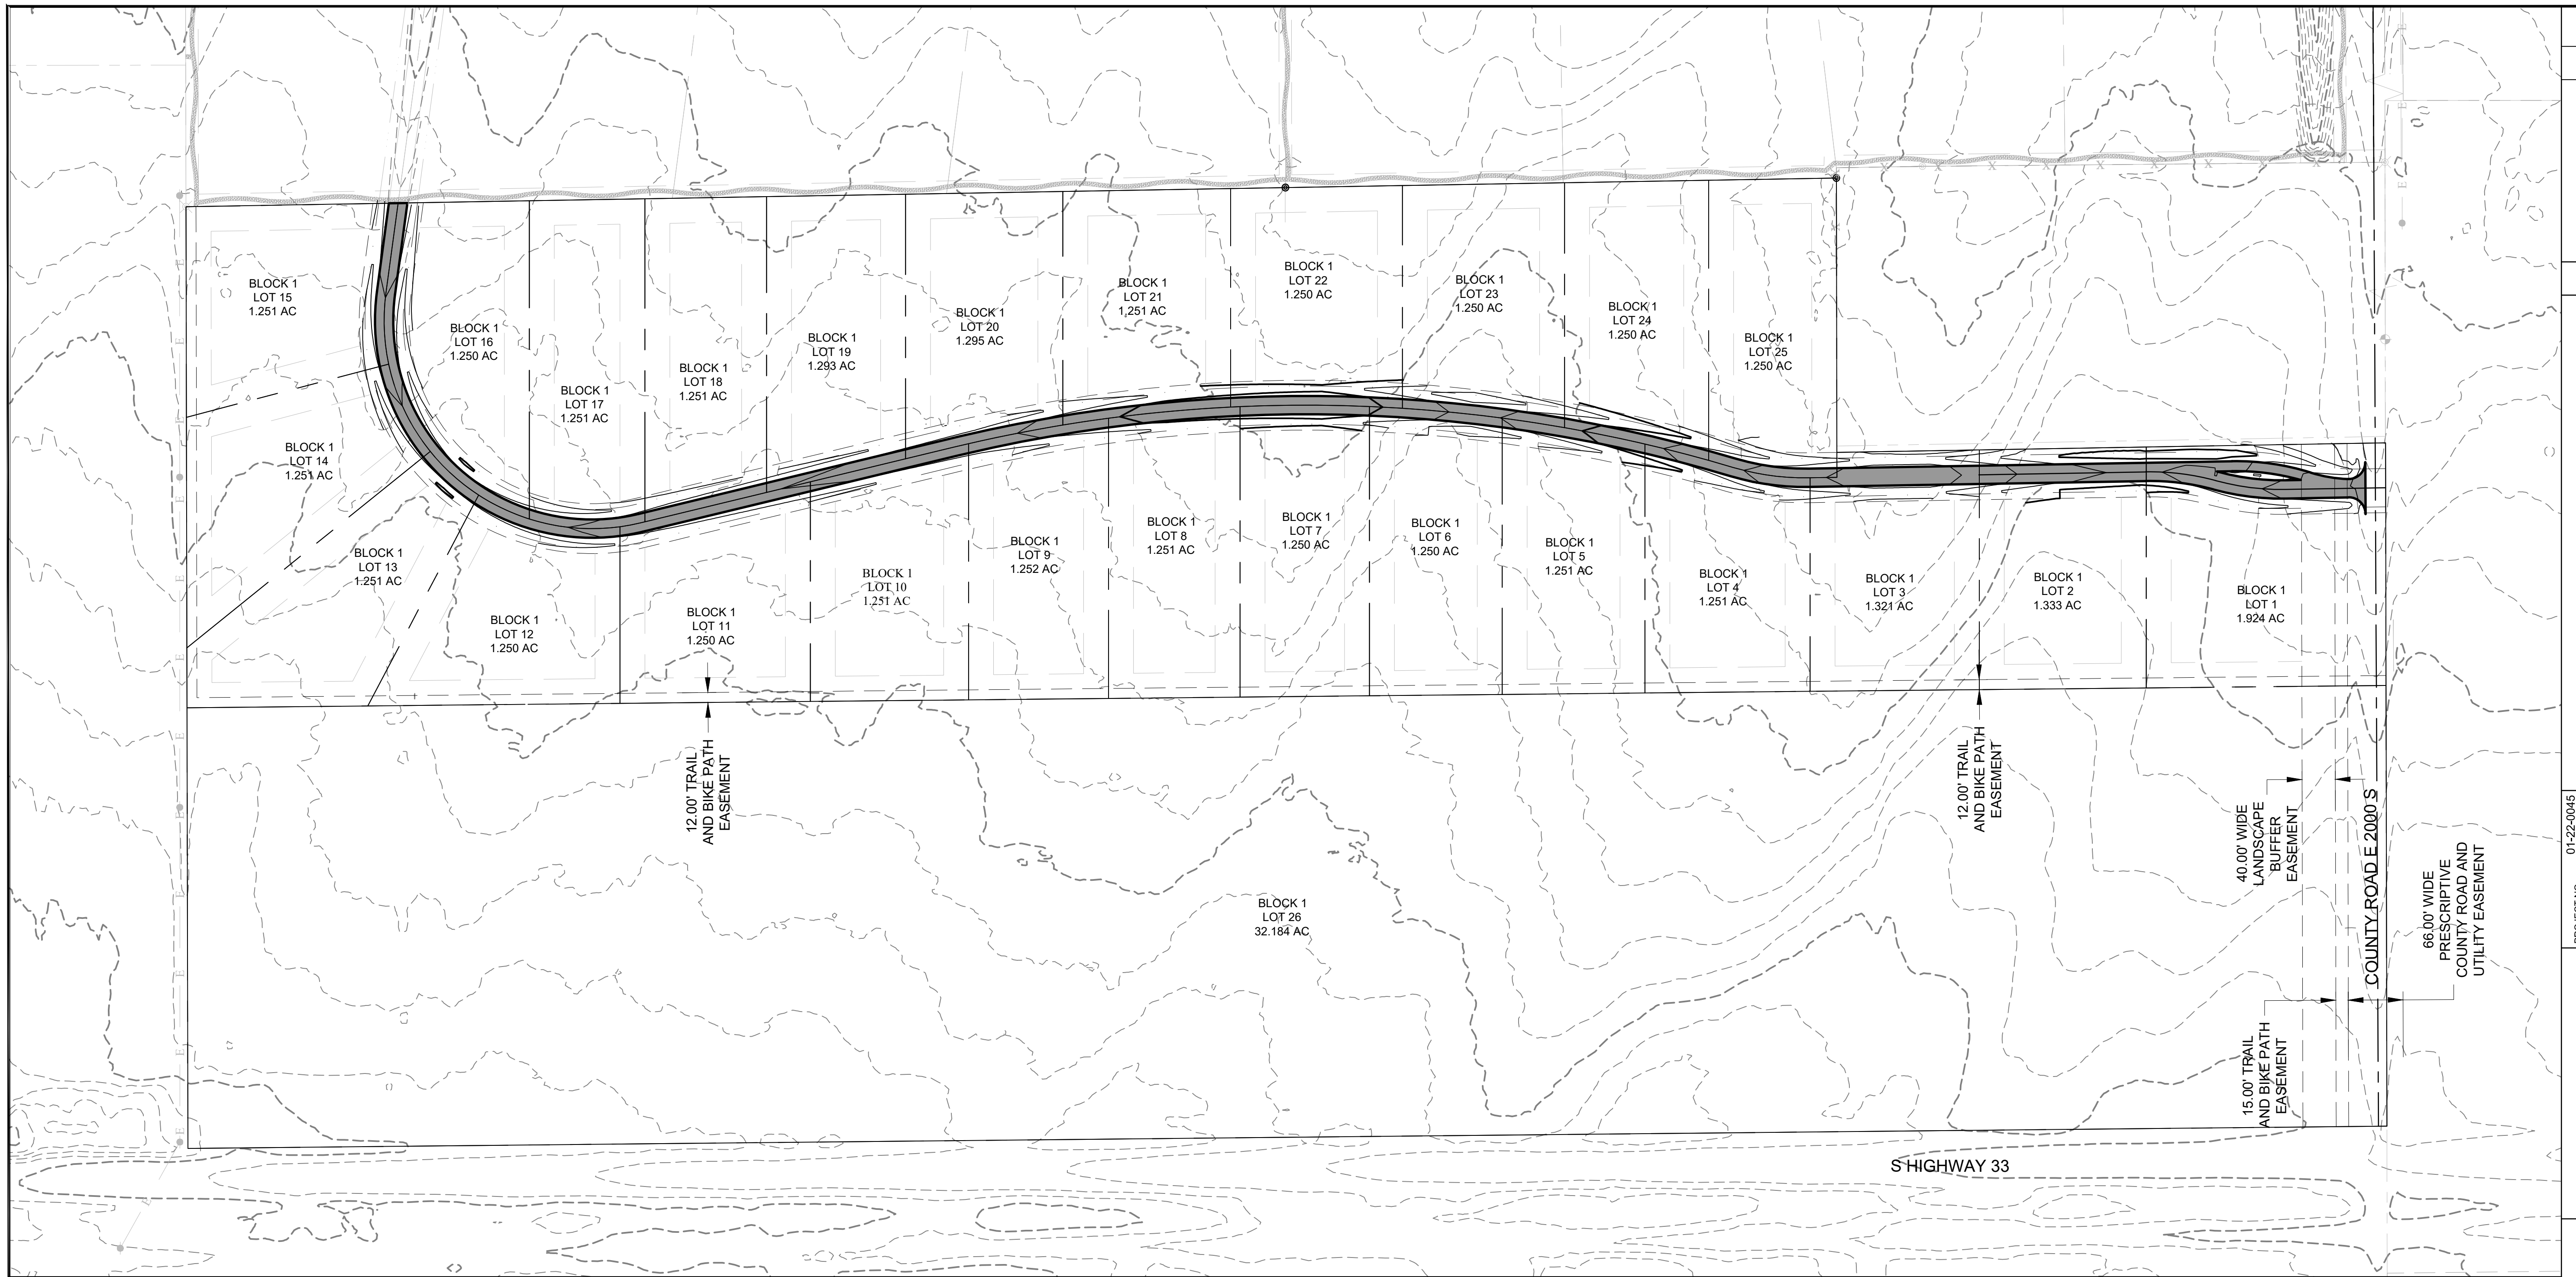 BLOCK 1
LOT 15
1.251 AC
BLOCK 1
LOT 16
1.250 AC
BLOCK 1
LOT 17
1.251 AC
BLOCK 1
LOT 18
1.251 AC
BLOCK 1
LOT 19
1.293 AC
BLOCK 1
LOT 20
1.295 AC
BLOCK 1
LOT 21
1.251 AC
BLOCK 1
LOT 22
1.250 AC
BLOCK 1
LOT 23
1.250 AC
BLOCK 1
LOT 24
1.250 AC
BLOCK 1
LOT 25
1.250 AC
BLOCK 1
LOT 14
1.251 AC
BLOCK 1
LOT 13
1.251 AC
BLOCK 1
LOT 12
1.250 AC
BLOCK 1
LOT 11
1.250 AC
BLOCK 1
LOT 10
1.251 AC
BLOCK 1
LOT 9
1.252 AC
BLOCK 1
LOT 8
1.251 AC
BLOCK 1
LOT 7
1.250 AC
BLOCK 1
LOT 6
1.250 AC
BLOCK 1
LOT 5
1.251 AC
BLOCK 1
LOT 4
1.251 AC
BLOCK 1
LOT 3
1.321 AC
BLOCK 1
LOT 2
1.333 AC
BLOCK 1
LOT 1
1.924 AC
12.00' TRAIL
AND BIKE PATH
EASEMENT
12.00' TRAIL
AND BIKE PATH
EASEMENT
40.00' WIDE
LANDSCAPE
BUFFER
EASEMENT
COUNTY ROAD E 2000 S
66.00' WIDE
PRESCRIPTIVE
COUNTY ROAD AND
UTILITY EASEMENT
15.00' TRAIL
AND BIKE PATH
EASEMENT
BLOCK 1
LOT 26
32.184 AC
S HIGHWAY 33
01-22-0045